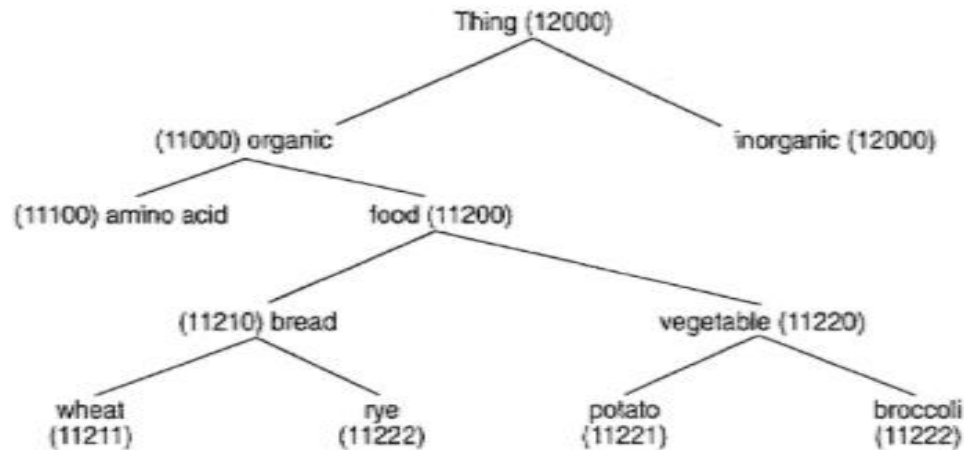 Thing (12000)
(11000) organic
inorganic (12000)
(11100) amino acid
food (11200)
(11210) bread
vegetable (11220)
wheat
(11211)
rye
(11222)
potato
(11221)
broccoli
(11222)